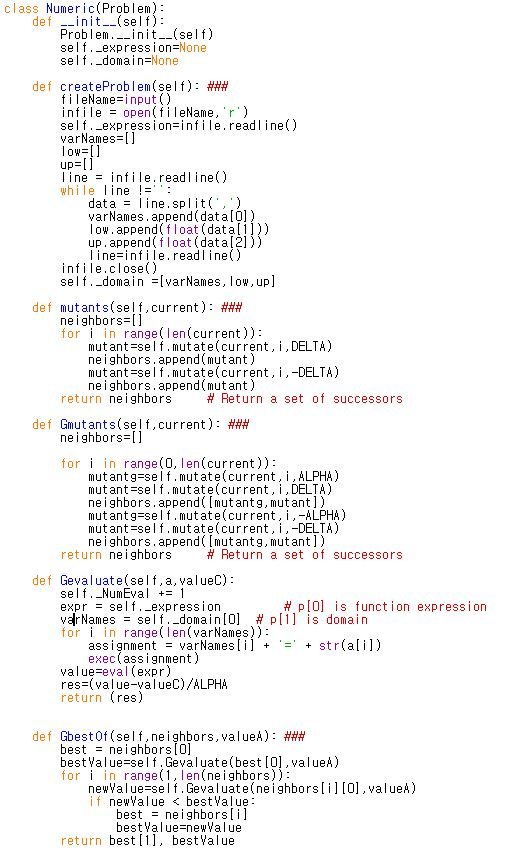 class Numeric(Problem):
    def __init__(self):
        Problem.__init__(self)
        self._expression=None
        self._domain=None

    def createProblem(self): ###
        fileName=input()
        infile = open(fileName,'r')
        self._expression=infile.readline()
        varNames=[]
        low=[]
        up=[]
        line = infile.readline()
        while line !='':
            data = line.split(',')
            varNames.append(data[0])
            low.append(float(data[1]))
            up.append(float(data[2]))
            line=infile.readline()
        infile.close()
        self._domain =[varNames,low,up]

    def mutants(self,current): ###
        neighbors=[]
        for i in range(len(current)):
            mutant=self.mutate(current,i,DELTA)
            neighbors.append(mutant)
            mutant=self.mutate(current,i,-DELTA)
            neighbors.append(mutant)
        return neighbors     # Return a set of successors

    def Gmutants(self,current): ###
        neighbors=[]

        for i in range(0,len(current)):
            mutantg=self.mutate(current,i,ALPHA)
            mutant=self.mutate(current,i,DELTA)
            neighbors.append([mutantg,mutant])
            mutantg=self.mutate(current,i,-ALPHA)
            mutant=self.mutate(current,i,-DELTA)
            neighbors.append([mutantg,mutant])
        return neighbors     # Return a set of successors

    def Gevaluate(self,a,valueC):
        self._NumEval += 1
        expr = self._expression         # p[0] is function expression
        varNames = self._domain[0]  # p[1] is domain
        for i in range(len(varNames)):
            assignment = varNames[i] + '=' + str(a[i])
            exec(assignment)
        value=eval(expr)
        res=(value-valueC)/ALPHA
        return (res)


    def GbestOf(self,neighbors,valueA): ###
        best = neighbors[0]
        bestValue=self.Gevaluate(best[0],valueA)
        for i in range(1,len(neighbors)):
            newValue=self.Gevaluate(neighbors[i][0],valueA)
            if newValue < bestValue:
                best = neighbors[i]
                bestValue=newValue
        return best[1], bestValue